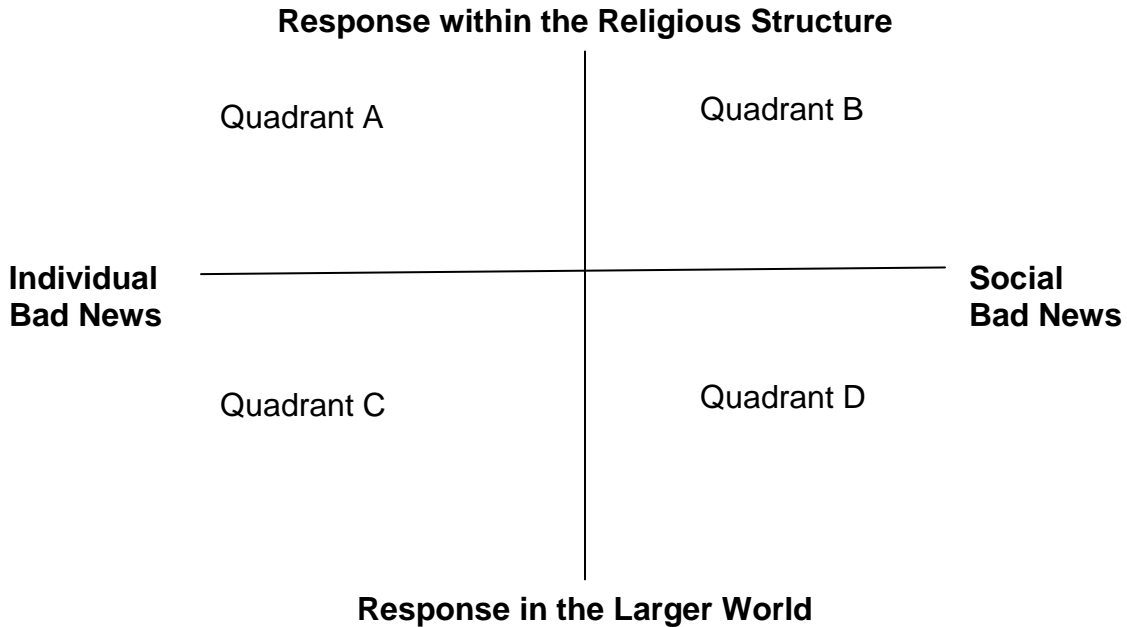 Response within the Religious Structure
Quadrant A
Quadrant B
Individual
Bad News
Social
Bad News
Quadrant C
Quadrant D
Response in the Larger World